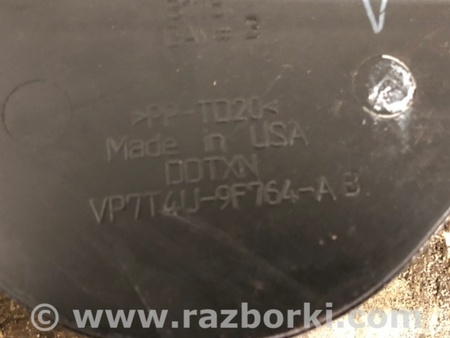 >PP-TD20<
Made in USA
DDTXN
VP7T4U-9F764-AB
www.razborki.com